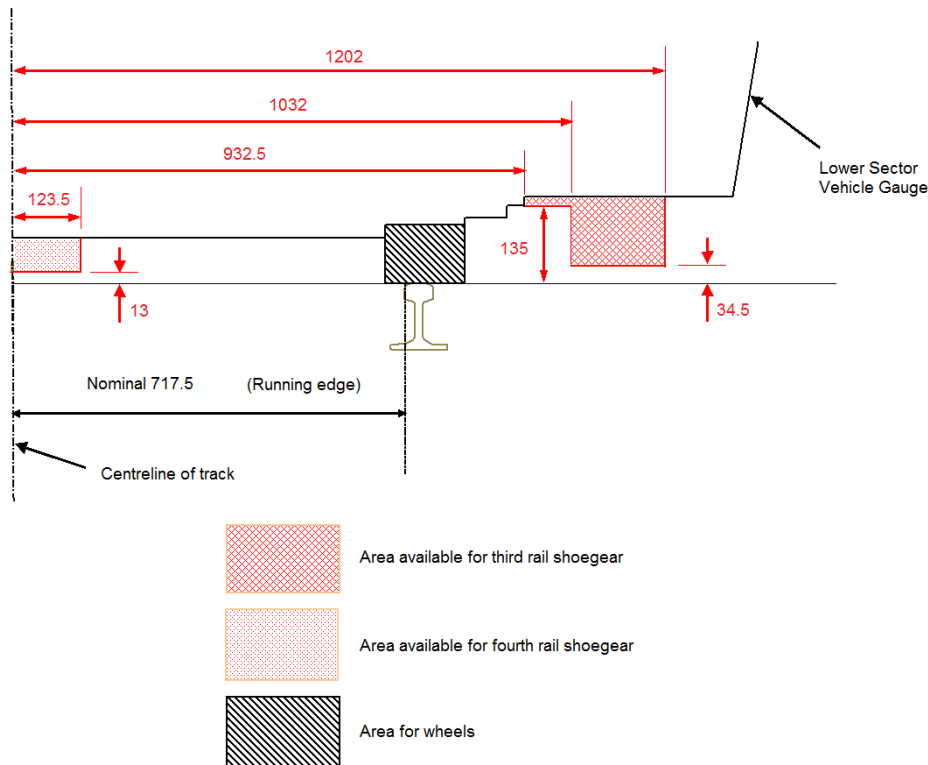 1202
1032
932.5
Lower Sector
Vehicle Gauge
123.5
135
13
34.5
Nominal 717.5 (Running edge)
Centreline of track
Area available for third rail shoegear
Area available for fourth rail shoegear
Area for wheels